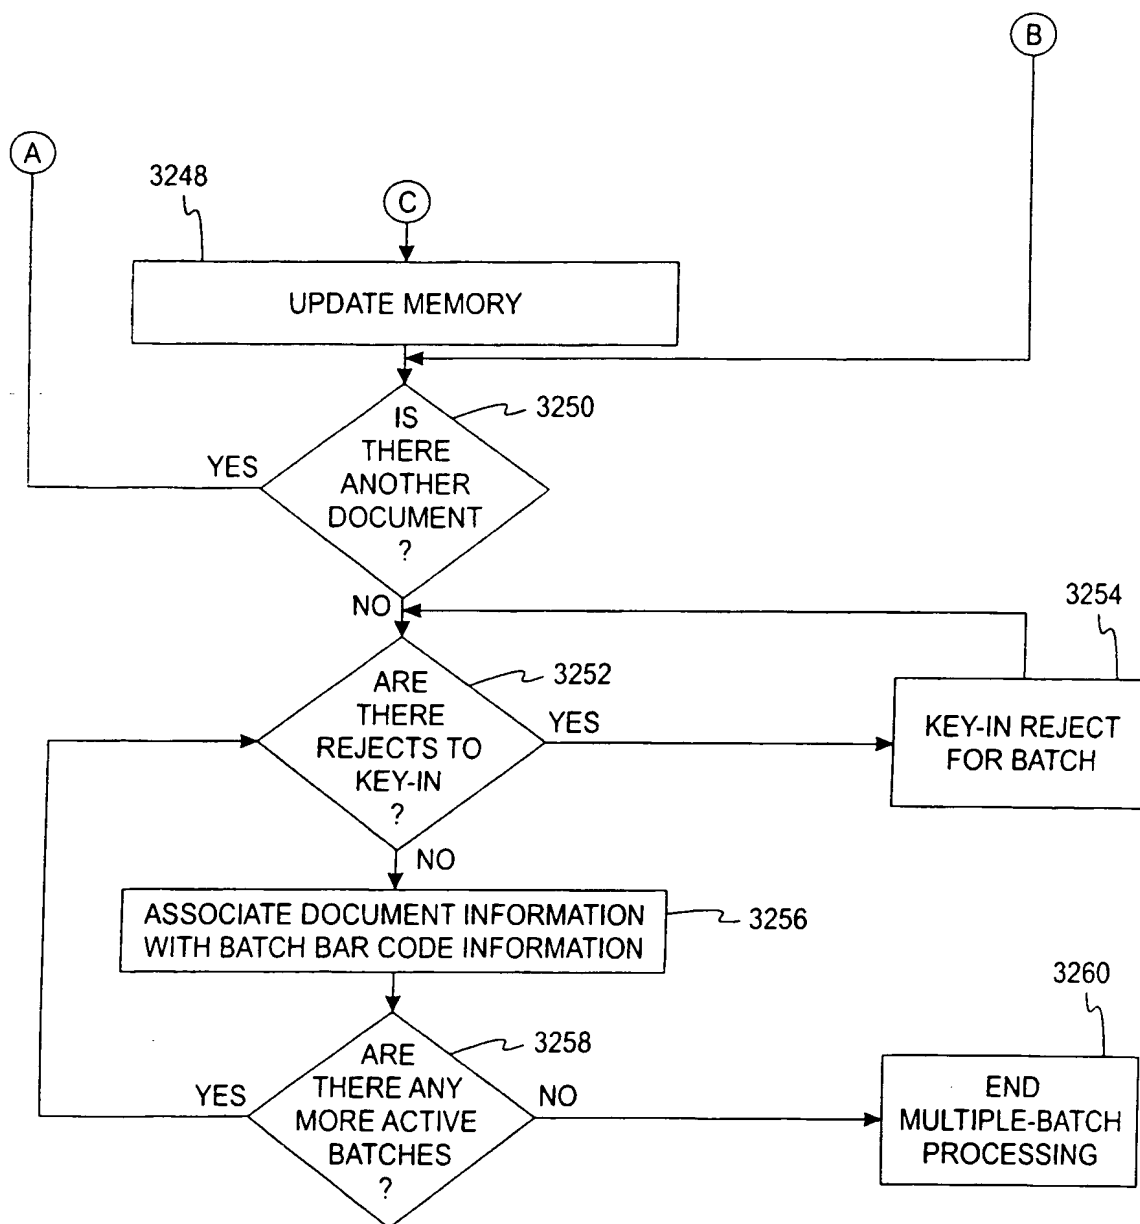 B
A
3248
C
UPDATE MEMORY
3250
IS
THERE
ANOTHER
DOCUMENT
?
YES
NO
3254
3252
ARE
THERE
REJECTS TO
KEY-IN
?
YES
KEY-IN REJECT
FOR BATCH
NO
ASSOCIATE DOCUMENT INFORMATION
WITH BATCH BAR CODE INFORMATION
3256
3260
3258
ARE
THERE ANY
MORE ACTIVE
BATCHES
?
YES
NO
END
MULTIPLE-BATCH
PROCESSING